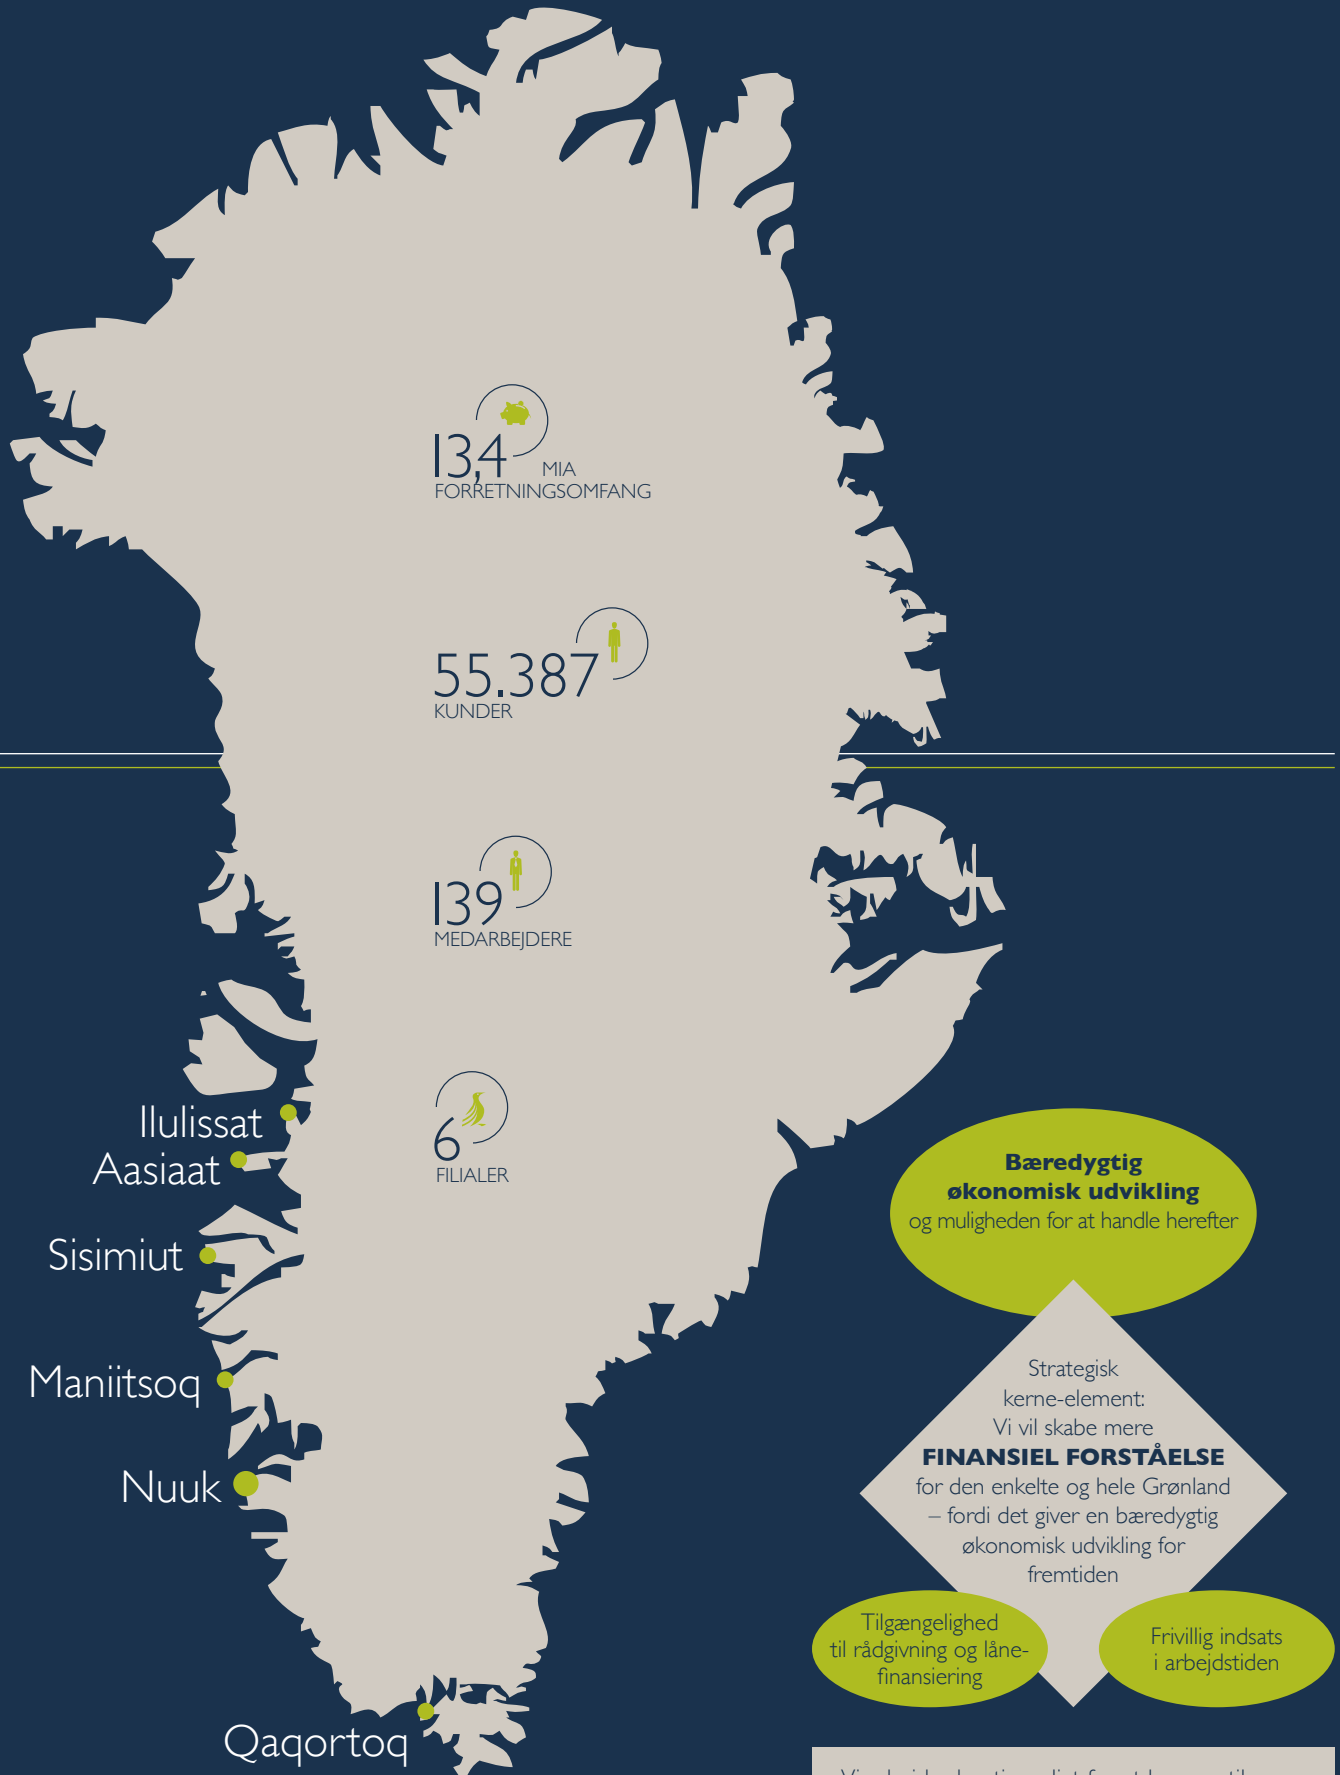 13,4 MIA
FORRETNINGSOMFANG
55.387
KUNDER
139
MEDARBEJDERE
6
FILIALER
Ilulissat
Aasiaat
Sisimiut
Maniitsoq
Nuuk
Qaqortoq
Bæredygtig
økonomisk udvikling
og muligheden for at handle herefter
Strategisk
kerne-element:
Vi vil skabe mere
FINANSIEL FORSTÅELSE
for den enkelte og hele Grønland
– fordi det giver en bæredygtig
økonomisk udvikling for
fremtiden
Tilgængelighed
til rådgivning og låne-
finansiering
Frivillig indsats
i arbejdstiden